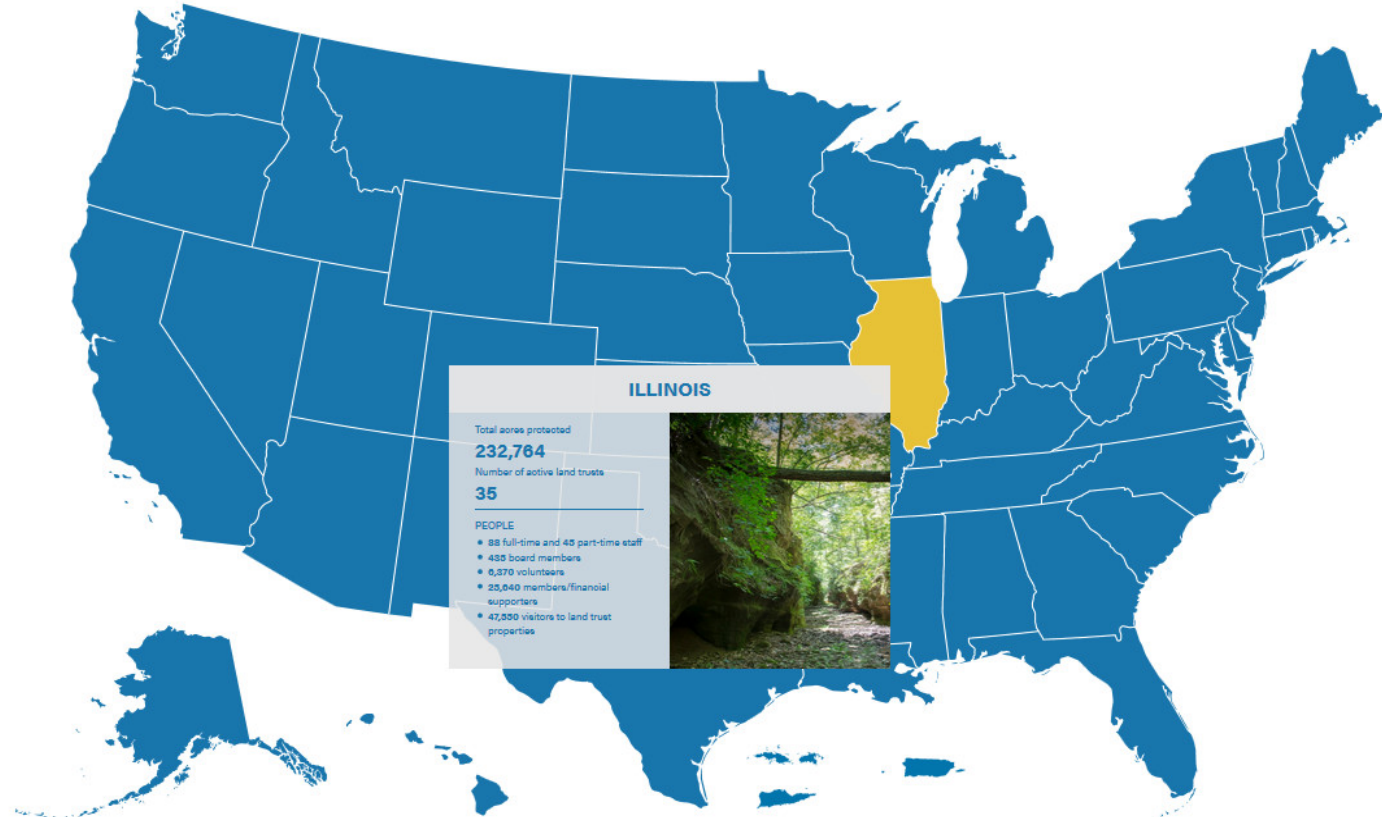 ILLINOIS
Total acres protected
232,764
Number of active land trusts
35
PEOPLE
• 88 full-time and 45 part-time staff
• 435 board members
• 6,370 volunteers
• 25,640 members/financial
supporters
• 47,550 visitors to land trust
properties